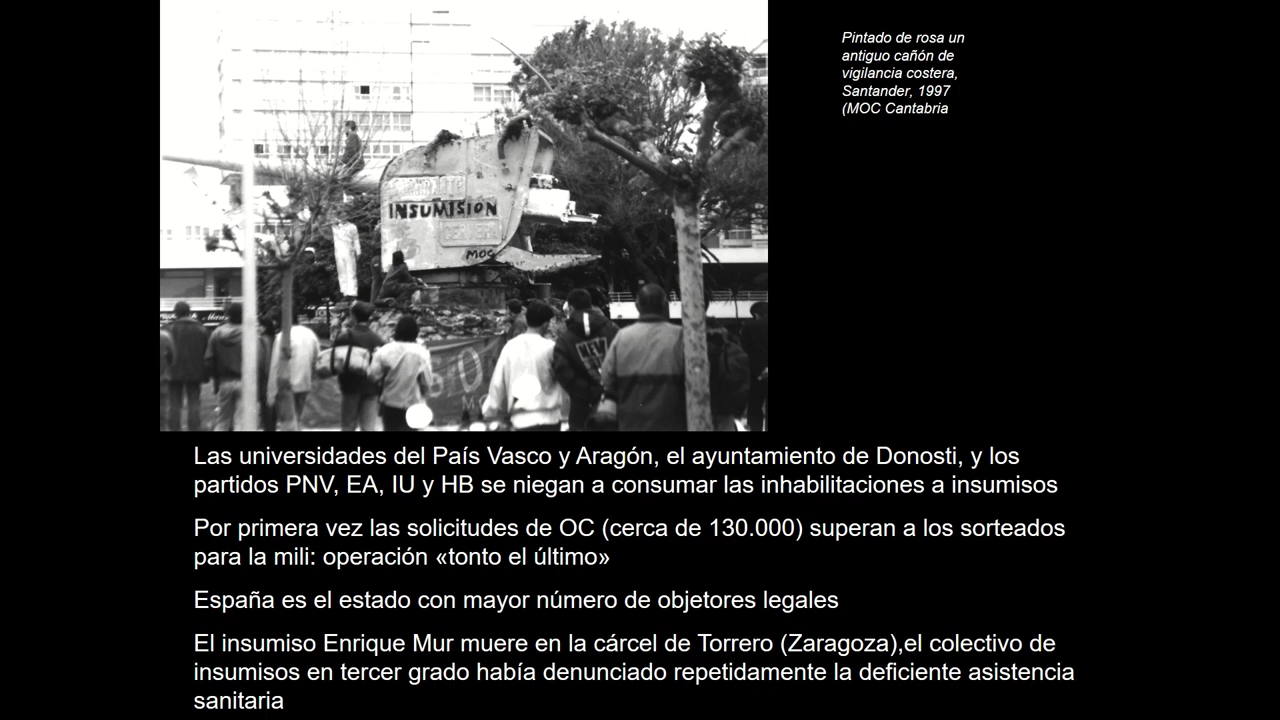 Pintado de rosa un
antiguo cañón de
vigilancia costera,
Santander, 1997
(MOC Cantabria
INSUMISIÓN
MOC
NEW
Las universidades del País Vasco y Aragón, el ayuntamiento de Donosti, y los
partidos PNV, EA, IU y HB se niegan a consumar las inhabilitaciones a insumisos
Por primera vez las solicitudes de OC (cerca de 130.000) superan a los sorteados
para la mili: operación «tonto el último»
España es el estado con mayor número de objetores legales
El insumiso Enrique Mur muere en la cárcel de Torrero (Zaragoza),el colectivo de
insumisos en tercer grado había denunciado repetidamente la deficiente asistencia
sanitaria